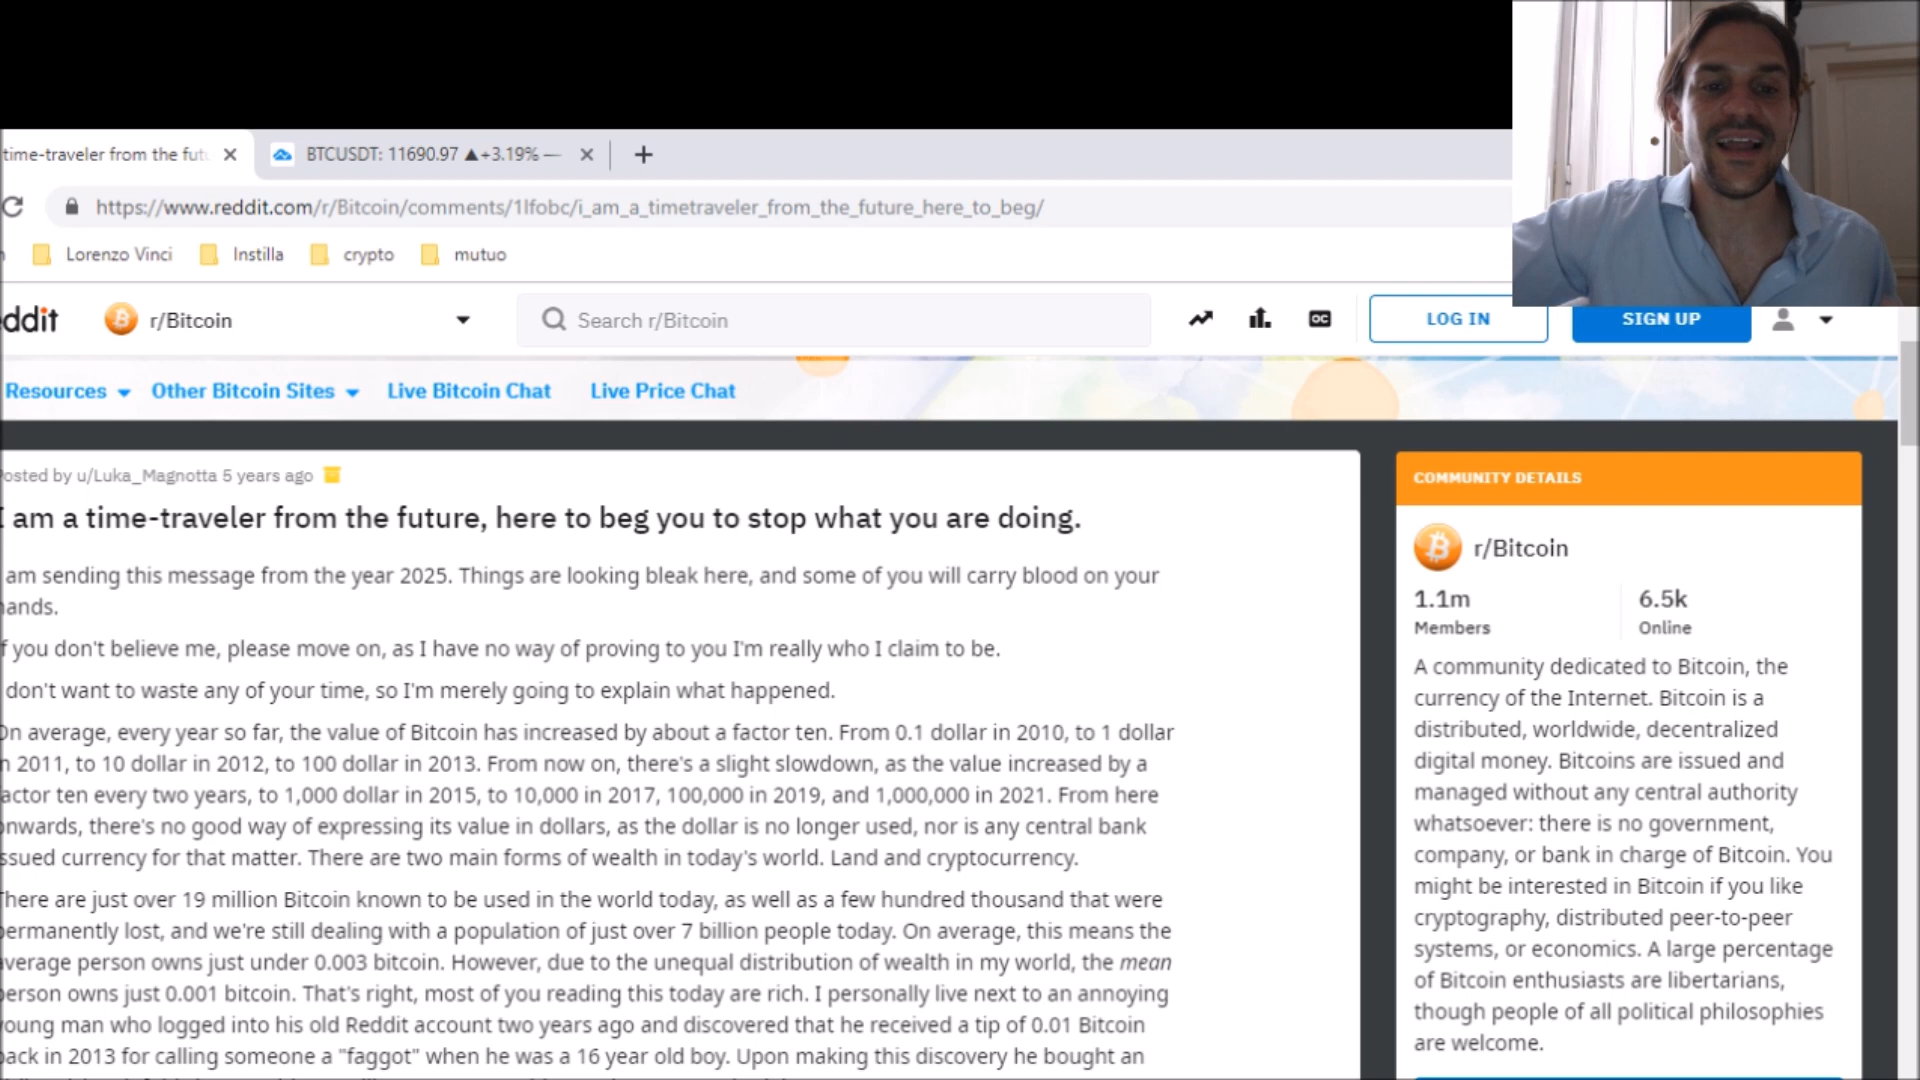 time-traveler from the futu
BTCUSDT: 11690.97 ▲+3.19% —
https://www.reddit.com/r/Bitcoin/comments/1lfobc/i_am_a_timetraveler_from_the_future_here_to_beg/
Lorenzo Vinci Instilla crypto mutuo
ddit r/Bitcoin Search r/Bitcoin OC LOG IN SIGN UP
Resources Other Bitcoin Sites Live Bitcoin Chat Live Price Chat
osted by u/Luka_Magnotta 5 years ago
I am a time-traveler from the future, here to beg you to stop what you are doing.
am sending this message from the year 2025. Things are looking bleak here, and some of you will carry blood on your
ands.
f you don't believe me, please move on, as I have no way of proving to you I'm really who I claim to be.
don't want to waste any of your time, so I'm merely going to explain what happened.
On average, every year so far, the value of Bitcoin has increased by about a factor ten. From 0.1 dollar in 2010, to 1 dollar
n 2011, to 10 dollar in 2012, to 100 dollar in 2013. From now on, there's a slight slowdown, as the value increased by a
actor ten every two years, to 1,000 dollar in 2015, to 10,000 in 2017, 100,000 in 2019, and 1,000,000 in 2021. From here
onwards, there's no good way of expressing its value in dollars, as the dollar is no longer used, nor is any central bank
ssued currency for that matter. There are two main forms of wealth in today's world. Land and cryptocurrency.
There are just over 19 million Bitcoin known to be used in the world today, as well as a few hundred thousand that were
permanently lost, and we're still dealing with a population of just over 7 billion people today. On average, this means the
average person owns just under 0.003 bitcoin. However, due to the unequal distribution of wealth in my world, the mean
person owns just 0.001 bitcoin. That's right, most of you reading this today are rich. I personally live next to an annoying
young man who logged into his old Reddit account two years ago and discovered that he received a tip of 0.01 Bitcoin
back in 2013 for calling someone a "faggot" when he was a 16 year old boy. Upon making this discovery he bought an
COMMUNITY DETAILS
r/Bitcoin
1.1m 6.5k
Members Online
A community dedicated to Bitcoin, the
currency of the Internet. Bitcoin is a
distributed, worldwide, decentralized
digital money. Bitcoins are issued and
managed without any central authority
whatsoever: there is no government,
company, or bank in charge of Bitcoin. You
might be interested in Bitcoin if you like
cryptography, distributed peer-to-peer
systems, or economics. A large percentage
of Bitcoin enthusiasts are libertarians,
though people of all political philosophies
are welcome.